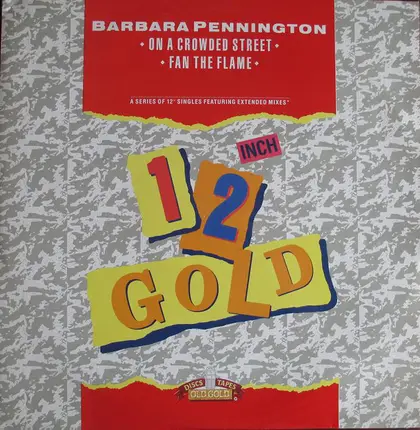 BARBARA PENNINGTON
• ON A CROWDED STREET •
• FAN THE FLAME •
A SERIES OF 12" SINGLES FEATURING EXTENDED MIXES"
INCH
12
GOLD
DISCS TAPES
OLD GOLD